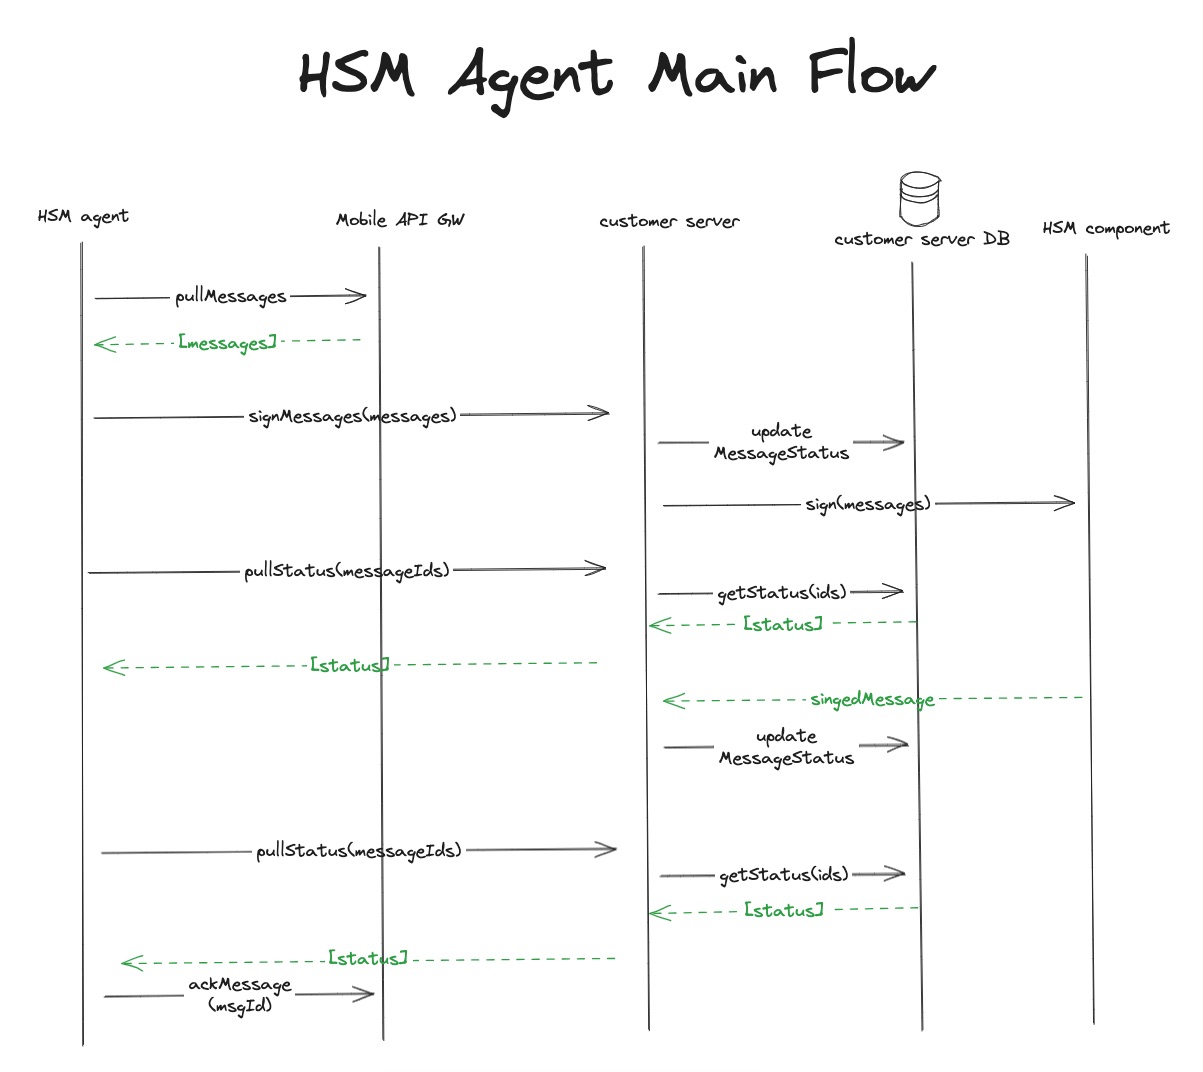 HSM Agent Main Flow
HSM agent
Mobile API GW
customer server
customer server DB
HSM component
pullMessages
[messages]
signMessages(messages)
update
MessageStatus
sign(messages)
pullStatus(messageIds)
getStatus(ids)
[status]
[status]
singedMessage
update
MessageStatus
pullStatus(messageIds)
getStatus(ids)
[status]
[status]
ackMessage
(msgId)